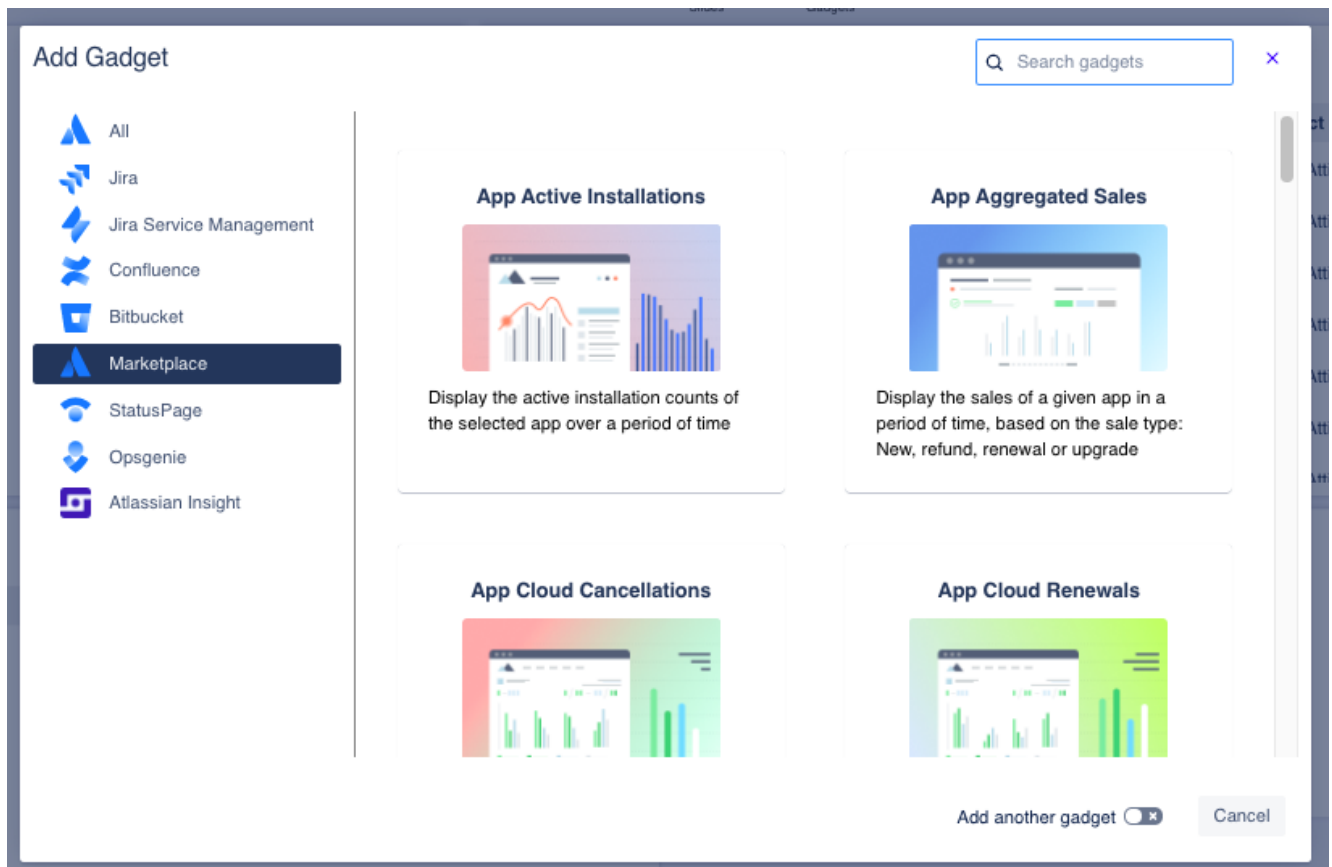 Slides
Gadgets
Add Gadget
Search gadgets
All
Jira
Jira Service Management
Confluence
Bitbucket
Marketplace
StatusPage
Opsgenie
Atlassian Insight
App Active Installations
Display the active installation counts of
the selected app over a period of time
App Aggregated Sales
Display the sales of a given app in a
period of time, based on the sale type:
New, refund, renewal or upgrade
App Cloud Cancellations
App Cloud Renewals
Add another gadget
Cancel